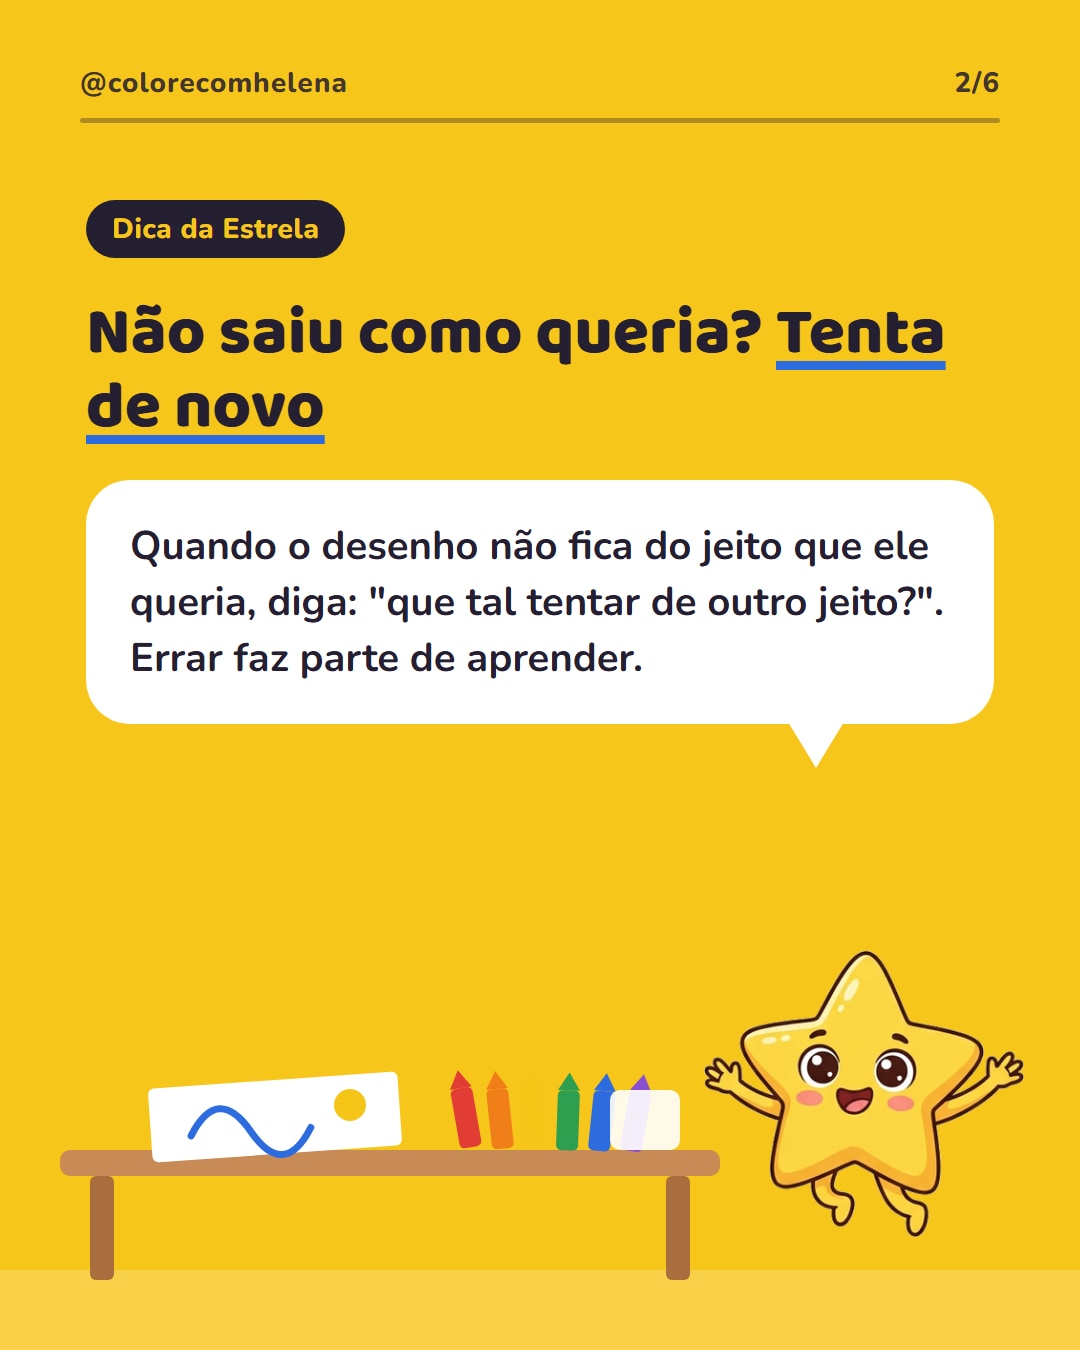 @colorecomhelena
2/6
Dica da Estrela
Não saiu como queria? Tenta
de novo
Quando o desenho não fica do jeito que ele
queria, diga: "que tal tentar de outro jeito?".
Errar faz parte de aprender.